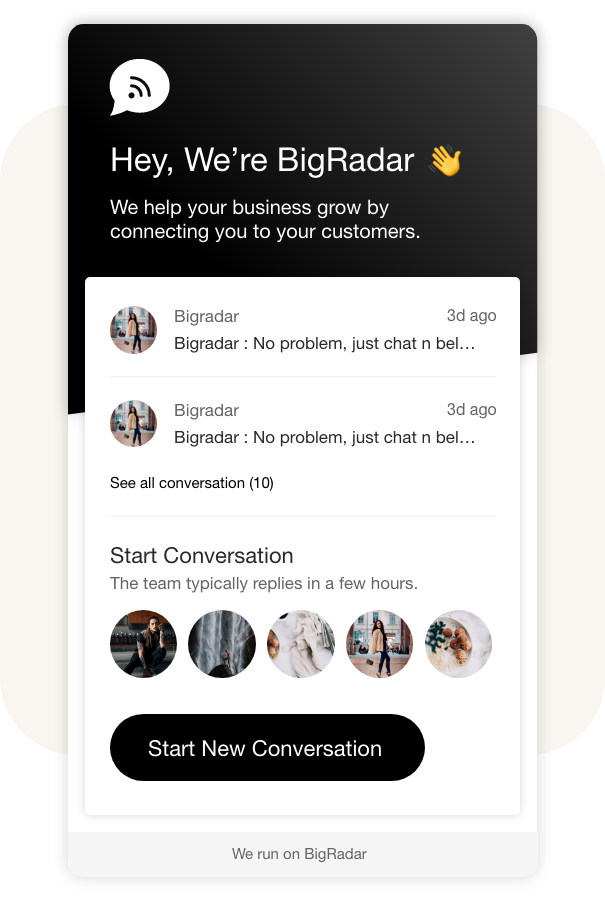 Hey, We’re BigRadar 👋
We help your business grow by
connecting you to your customers.
Bigradar 3d ago
Bigradar : No problem, just chat n bel…
Bigradar 3d ago
Bigradar : No problem, just chat n bel…
See all conversation (10)
Start Conversation
The team typically replies in a few hours.
Start New Conversation
We run on BigRadar